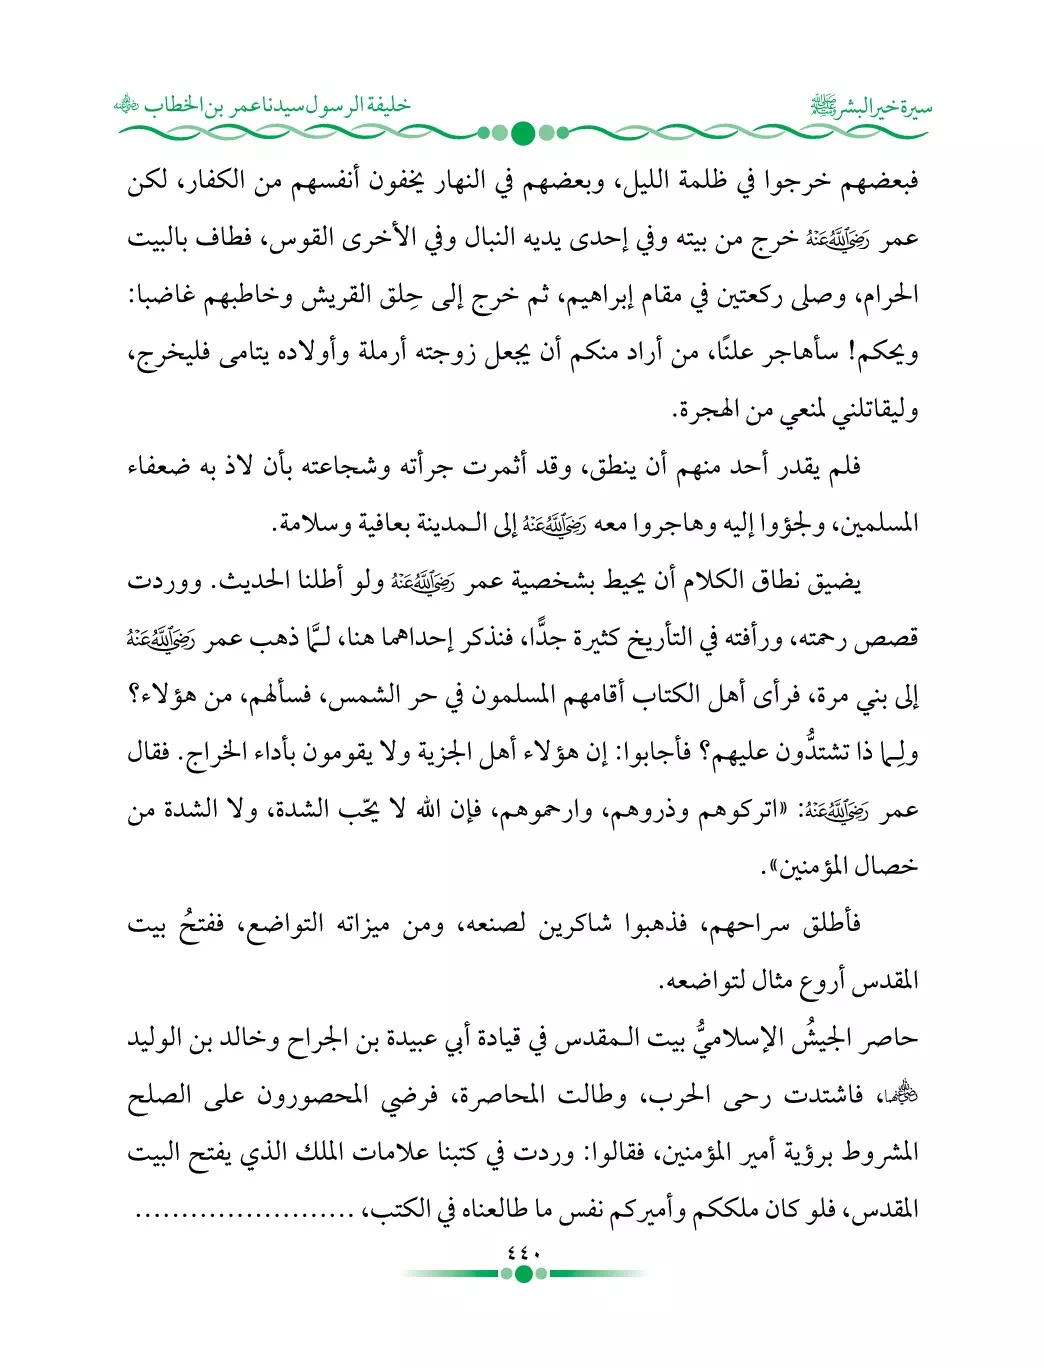 سيرة خير البشر ﷺ
خليفة الرسول سيدنا عمر بن الخطاب رضي الله عنه
فبعضهم خرجوا في ظلمة الليل، وبعضهم في النهار يخفون أنفسهم من الكفار، لكن
عمر رَضِيَ اللَّهُ عَنْهُ خرج من بيته وفي إحدى يديه النبال وفي الأخرى القوس، فطاف بالبيت
الحرام، وصلى ركعتين في مقام إبراهيم، ثم خرج إلى حِلق القريش وخاطبهم غاضبا:
ويحكم! سأهاجر علنًا، من أراد منكم أن يجعل زوجته أرملة وأولاده يتامى فليخرج،
وليقاتلني لمنعي من الهجرة.
فلم يقدر أحد منهم أن ينطق، وقد أثمرت جرأته وشجاعته بأن لاذ به ضعفاء
المسلمين، ولجؤوا إليه وهاجروا معه رَضِيَ اللَّهُ عَنْهُ إلى الـمدينة بعافية وسلامة.
يضيق نطاق الكلام أن يحيط بشخصية عمر رَضِيَ اللَّهُ عَنْهُ ولو أطلنا الحديث. ووردت
قصص رحمته، ورأفته في التأريخ كثيرة جدًّا، فنذكر إحداهما هنا، لـمَّا ذهب عمر رَضِيَ اللَّهُ عَنْهُ
إلى بني مرة، فرأى أهل الكتاب أقامهم المسلمون في حر الشمس، فسألهم، من هؤلاء؟
ولِـما ذا تشتدُّون عليهم؟ فأجابوا: إن هؤلاء أهل الجزية ولا يقومون بأداء الخراج. فقال
عمر رَضِيَ اللَّهُ عَنْهُ: «اتركوهم وذروهم، وارحموهم، فإن الله لا يحّب الشدة، ولا الشدة من
خصال المؤمنين».
فأطلق سراحهم، فذهبوا شاكرين لصنعه، ومن ميزاته التواضع، ففتحُ بيت
المقدس أروع مثال لتواضعه.
حاصر الجيشُ الإسلاميُّ بيت الـمقدس في قيادة أبي عبيدة بن الجراح وخالد بن الوليد
رضي الله عنهما، فاشتدت رحى الحرب، وطالت المحاصرة، فرضي المحصورون على الصلح
المشروط برؤية أمير المؤمنين، فقالوا: وردت في كتبنا علامات الملك الذي يفتح البيت
المقدس، فلو كان ملككم وأميركم نفس ما طالعناه في الكتب، ........................
٤٤٠